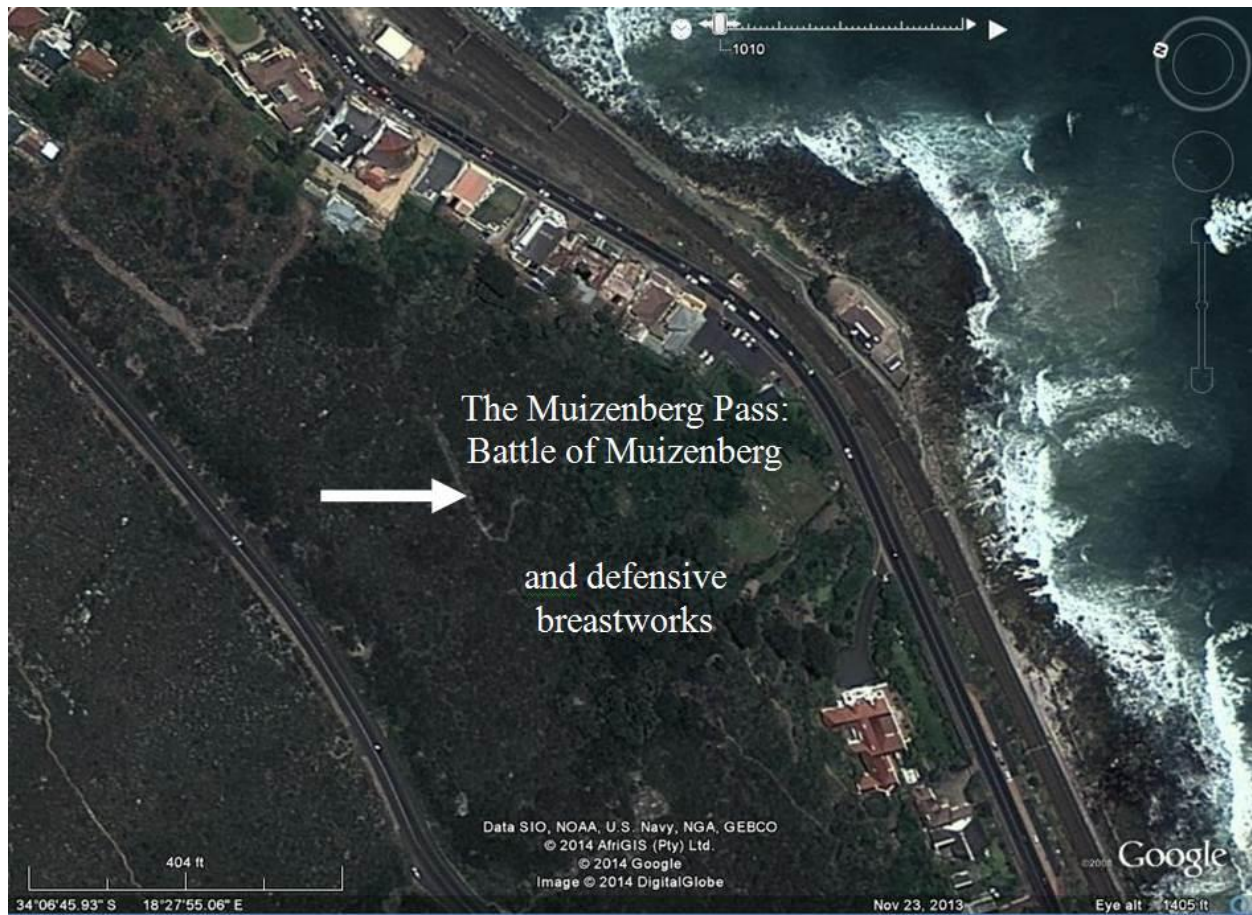 1010
N
The Muizenberg Pass:
Battle of Muizenberg
and defensive
breastworks
Data SIO, NOAA, U.S. Navy, NGA, GEBCO
© 2014 AfriGIS (Pty) Ltd.
© 2014 Google
Image © 2014 DigitalGlobe
©2009 Google
404 ft
34°06'45.93" S 18°27'55.06" E
Nov 23, 2013
Eye alt 1405 ft